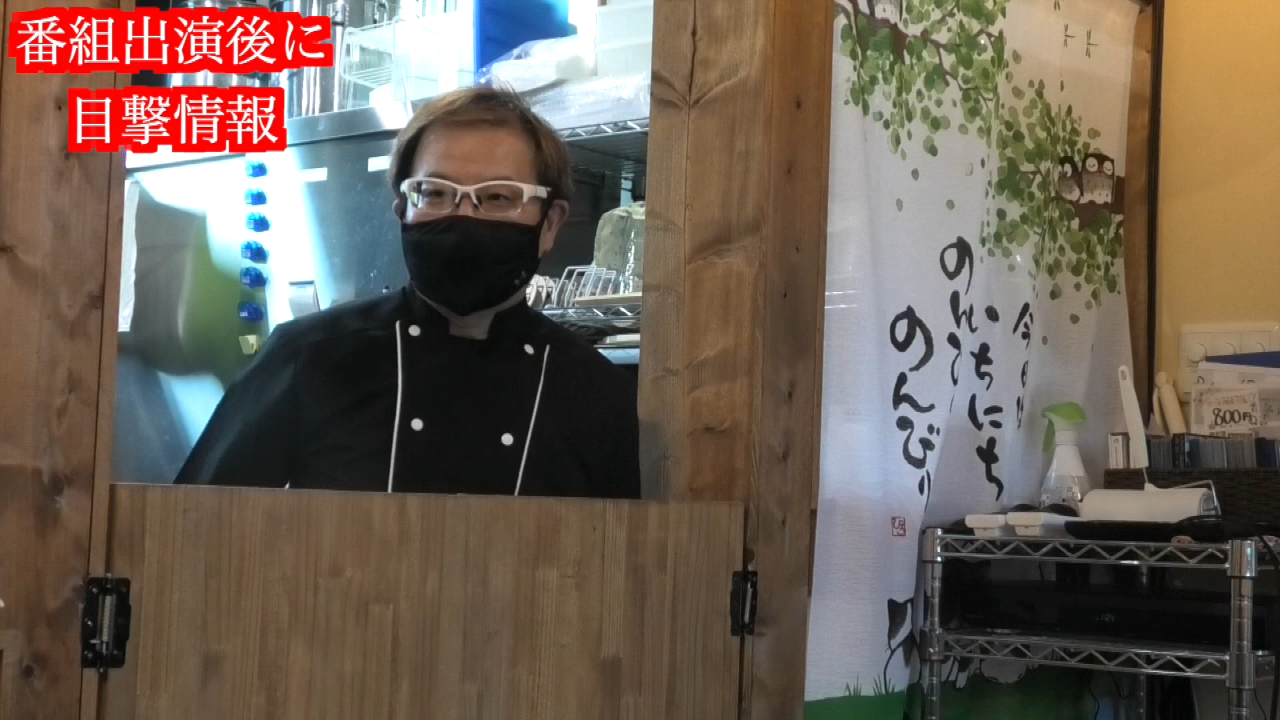 番組出演後に
目撃情報
今日は
いちにち
のんびり
のんびり
800円